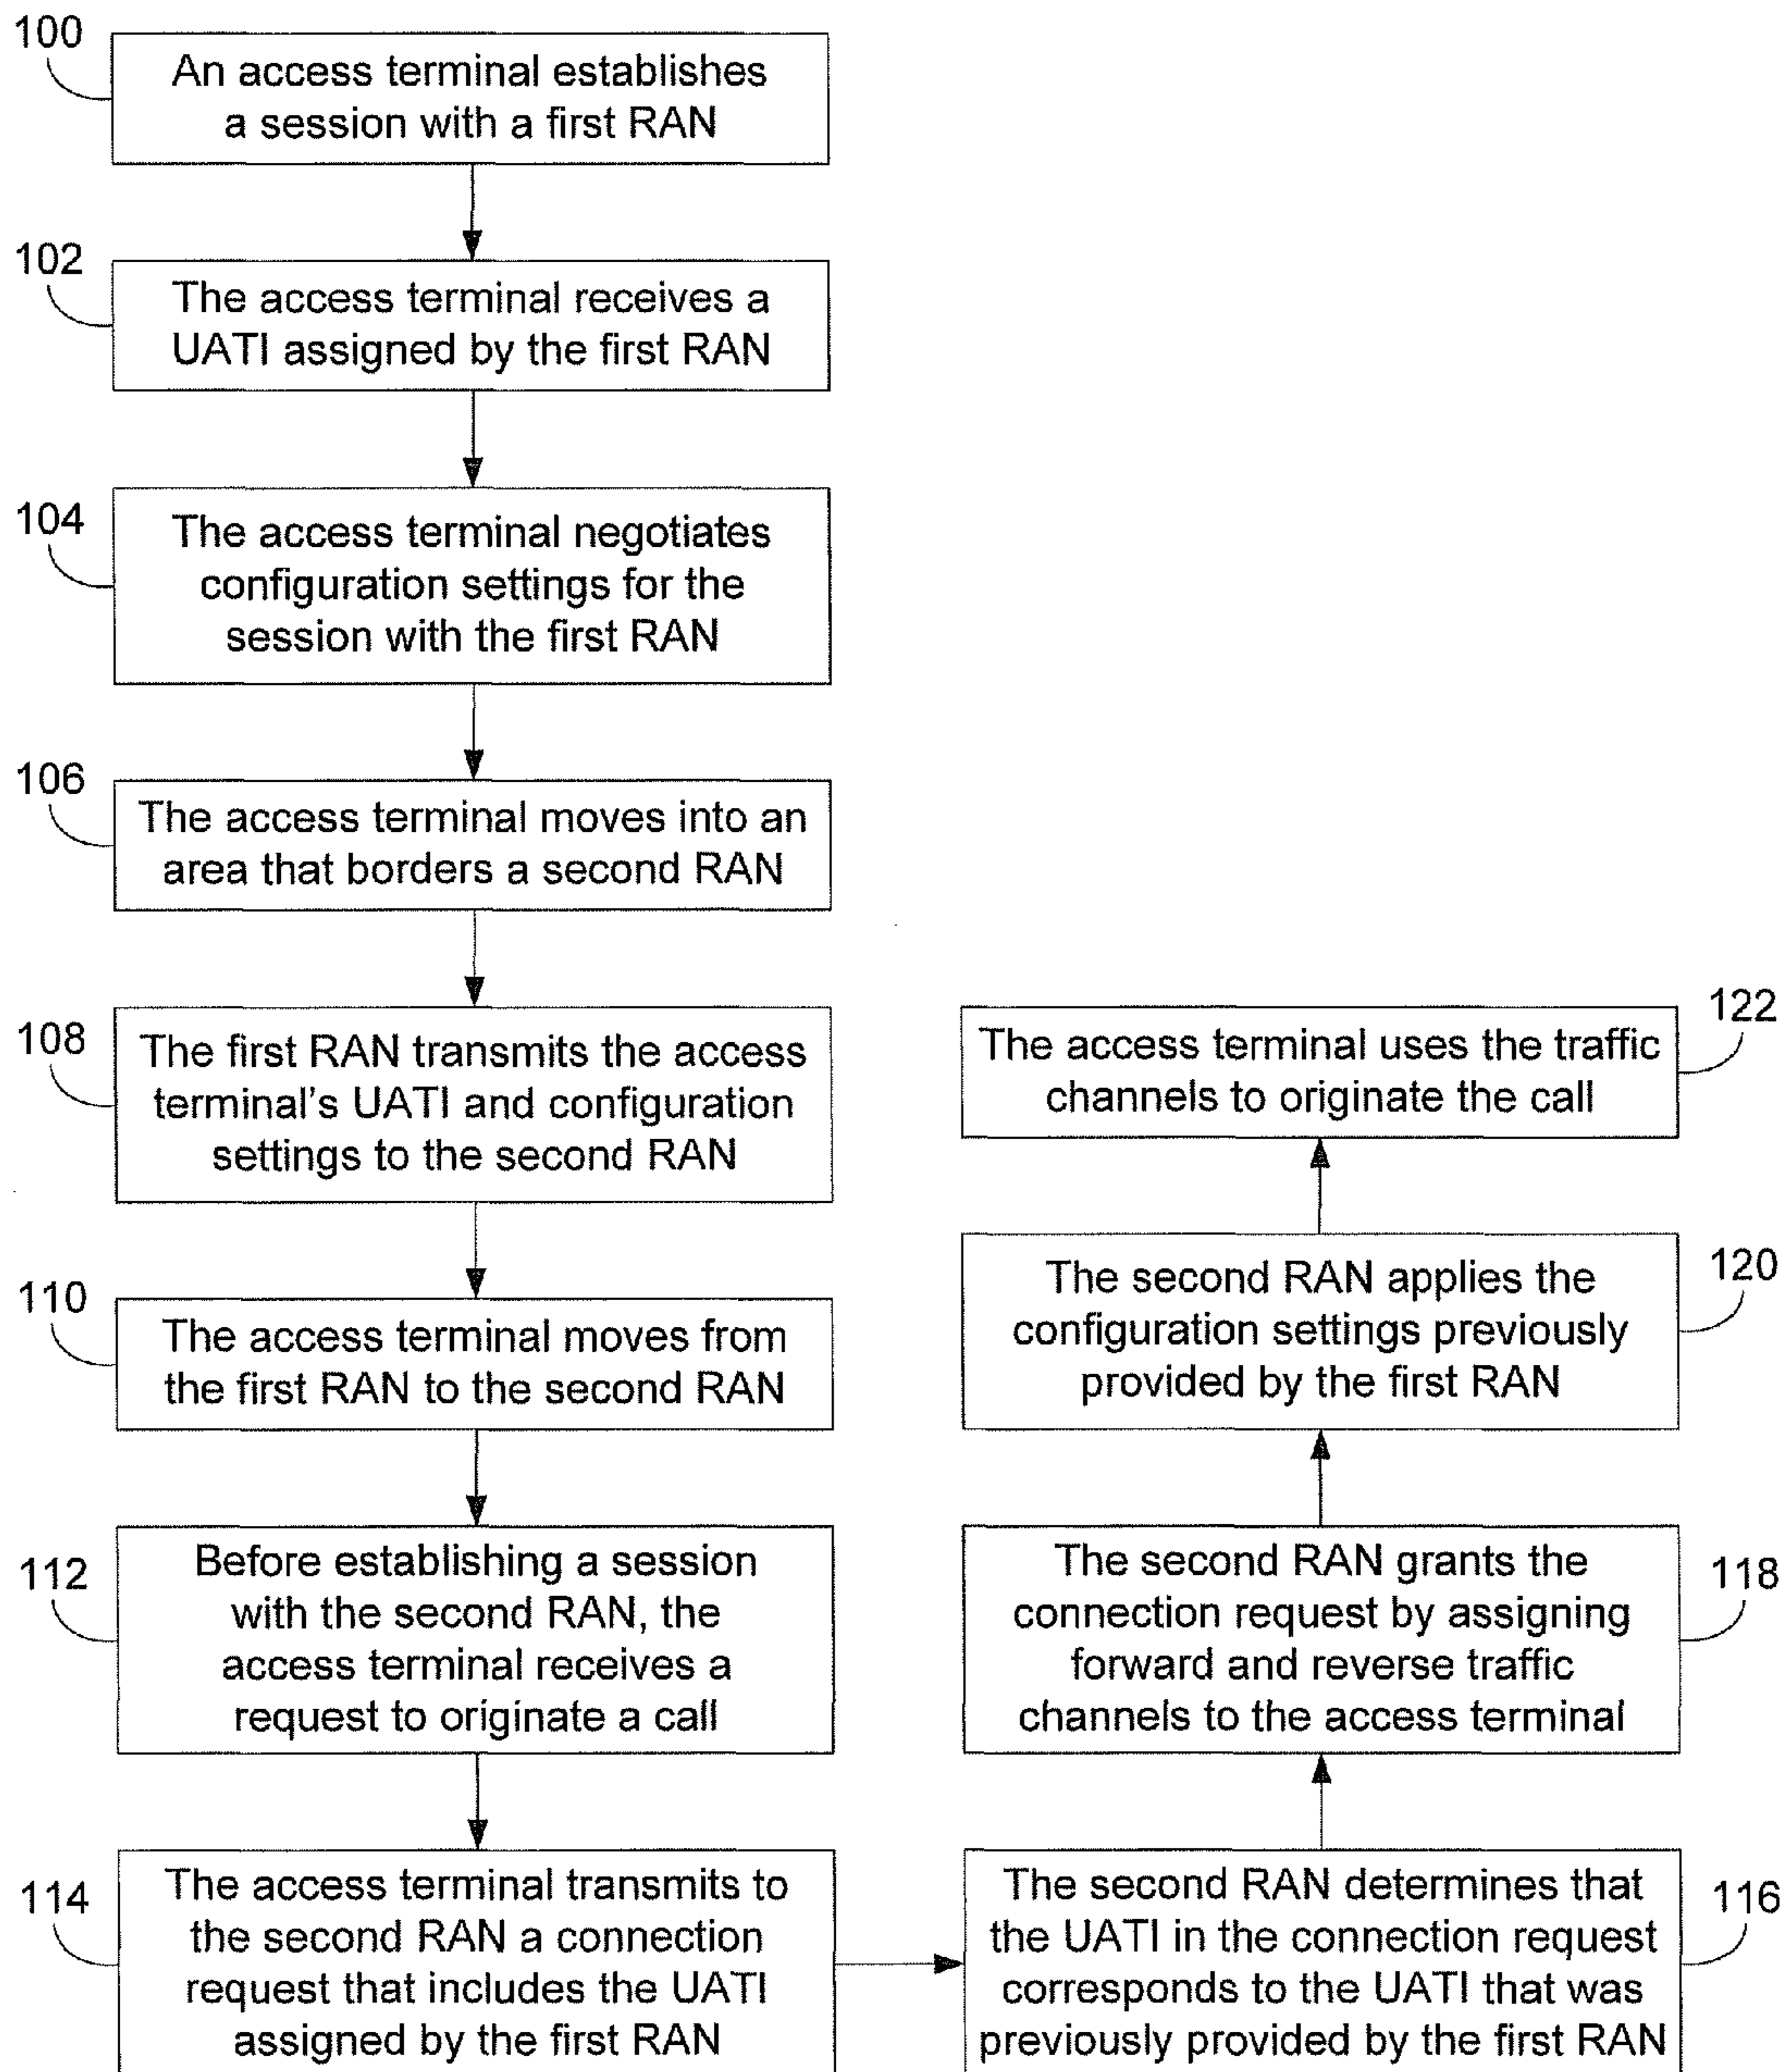 100
An access terminal establishes
a session with a first RAN
102
The access terminal receives a
UATI assigned by the first RAN
104
The access terminal negotiates
configuration settings for the
session with the first RAN
106
The access terminal moves into an
area that borders a second RAN
108
The first RAN transmits the access
terminal's UATI and configuration
settings to the second RAN
110
The access terminal moves from
the first RAN to the second RAN
112
Before establishing a session
with the second RAN, the
access terminal receives a
request to originate a call
114
The access terminal transmits to
the second RAN a connection
request that includes the UATI
assigned by the first RAN
The second RAN determines that
the UATI in the connection request
corresponds to the UATI that was
previously provided by the first RAN
116
The second RAN grants the
connection request by assigning
forward and reverse traffic
channels to the access terminal
118
The second RAN applies the
configuration settings previously
provided by the first RAN
120
The access terminal uses the traffic
channels to originate the call
122